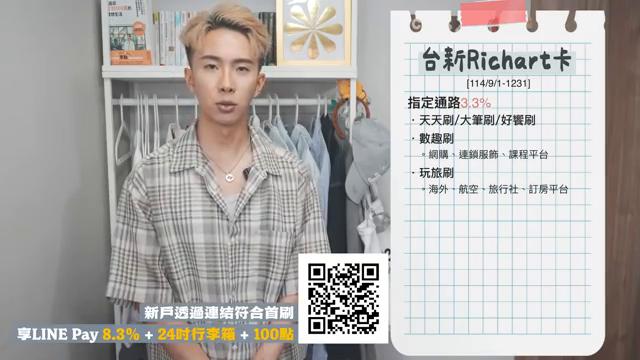 台新Richart卡
[114/9/1-1231]
指定通路3.3%
・天天刷/大筆刷/好饗刷
・數趣刷
。網購、連鎖服飾、課程平台
・玩旅刷
。海外、航空、旅行社、訂房平台
新戶透過連結符合首刷
享LINE Pay 8.3% + 24吋行李箱 + 100點